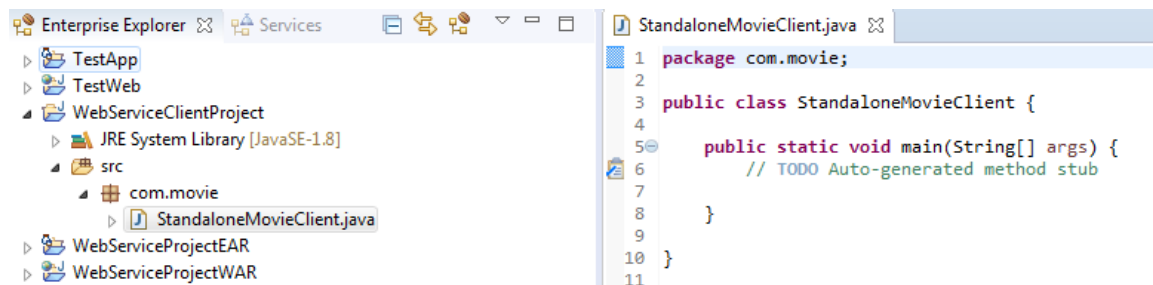 Enterprise Explorer Services
TestApp
TestWeb
WebServiceClientProject
JRE System Library [JavaSE-1.8]
src
com.movie
StandaloneMovieClient.java
WebServiceProjectEAR
WebServiceProjectWAR
StandaloneMovieClient.java
1 package com.movie;
2
3 public class StandaloneMovieClient {
4
5 public static void main(String[] args) {
6 // TODO Auto-generated method stub
7
8 }
9
10 }
11